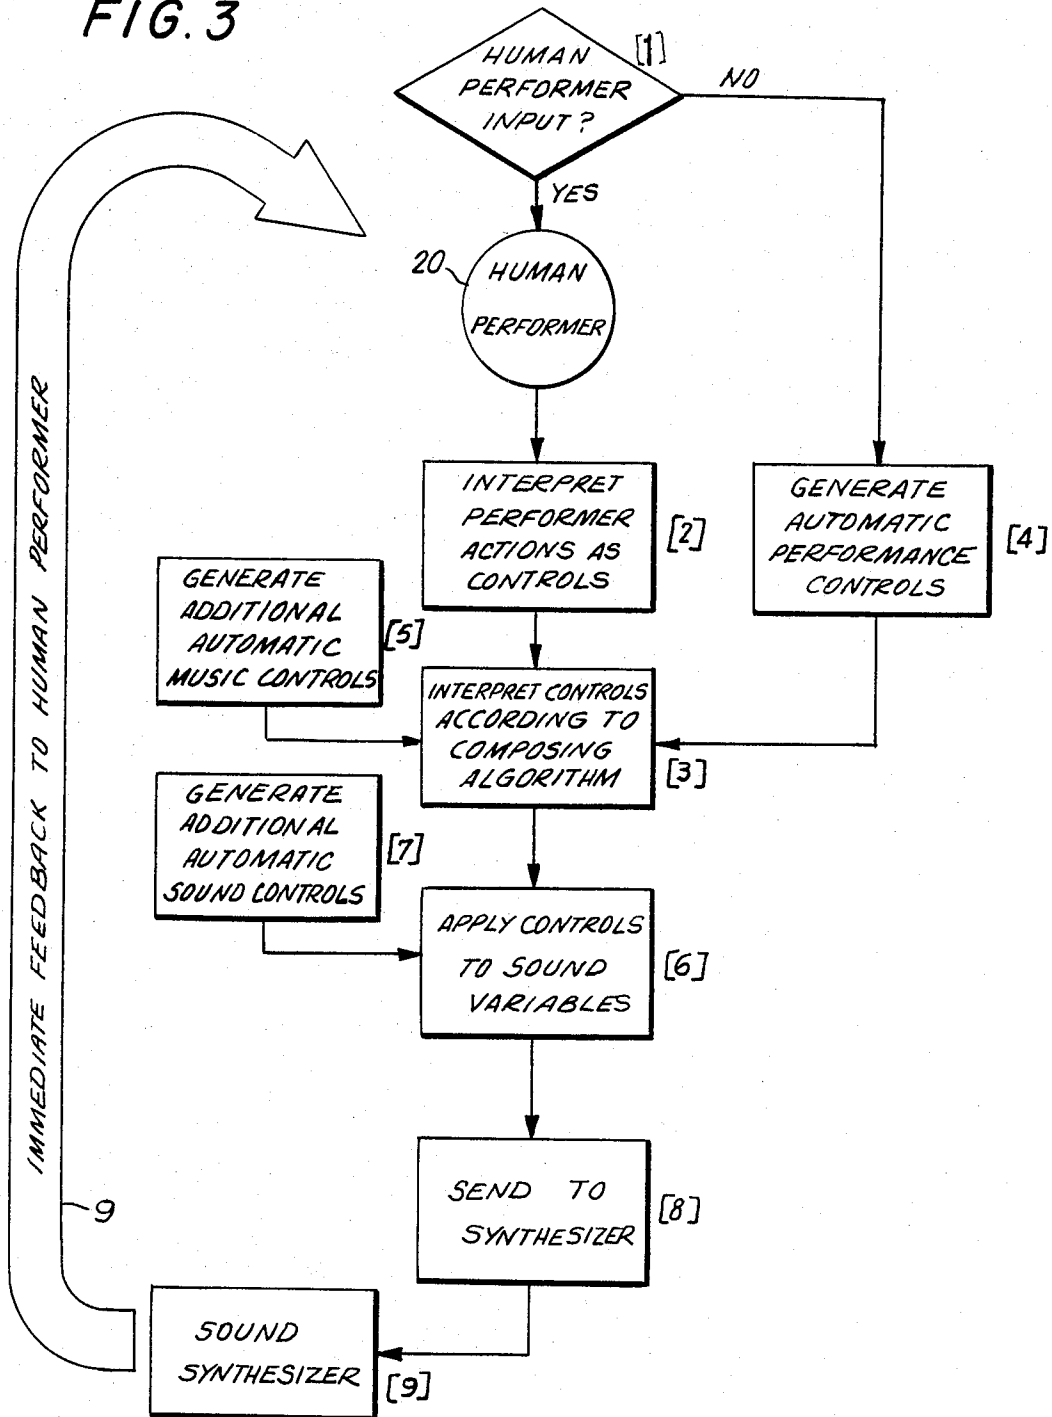 FIG. 3
HUMAN
PERFORMER
INPUT?
[1]
NO
YES
20
HUMAN
PERFORMER
INTERPRET
PERFORMER
ACTIONS AS
CONTROLS
[2]
GENERATE
AUTOMATIC
PERFORMANCE
CONTROLS
[4]
GENERATE
ADDITIONAL
AUTOMATIC
MUSIC CONTROLS
[5]
INTERPRET CONTROLS
ACCORDING TO
COMPOSING
ALGORITHM
[3]
GENERATE
ADDITIONAL
AUTOMATIC
SOUND CONTROLS
[7]
APPLY CONTROLS
TO SOUND
VARIABLES
[6]
SEND TO
SYNTHESIZER
[8]
SOUND
SYNTHESIZER
[9]
IMMEDIATE FEEDBACK TO HUMAN PERFORMER
9